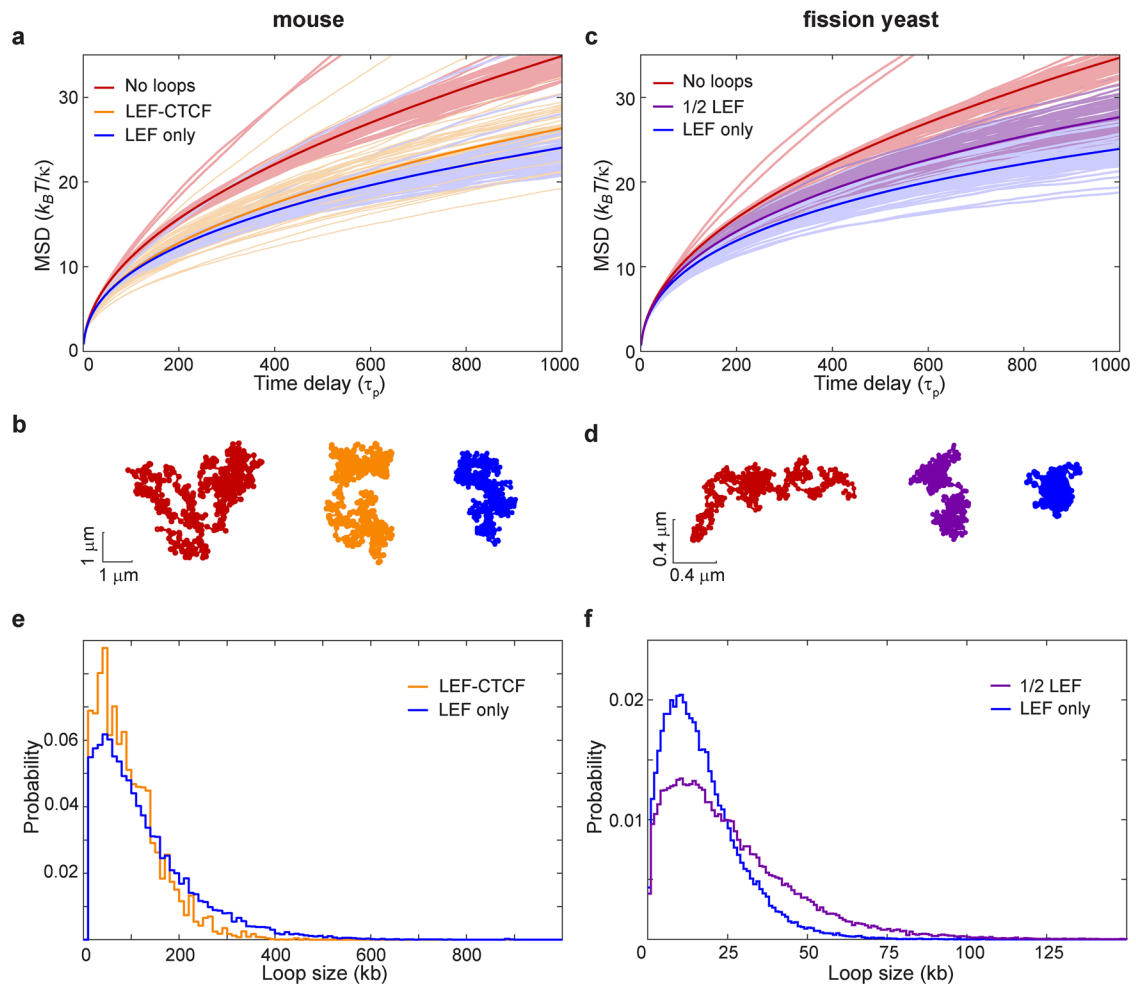 mouse
fission yeast
a
No loops
LEF-CTCF
LEF only
MSD (k_BT/κ)
0
10
20
30
0
200
400
600
800
1000
Time delay (τ_p)
c
No loops
1/2 LEF
LEF only
MSD (k_BT/κ)
0
10
20
30
0
200
400
600
800
1000
Time delay (τ_p)
b
1 μm
1 μm
d
0.4 μm
0.4 μm
e
LEF-CTCF
LEF only
Probability
0.06
0.04
0.02
0
200
400
600
800
Loop size (kb)
f
1/2 LEF
LEF only
Probability
0.02
0.01
0
25
50
75
100
125
Loop size (kb)